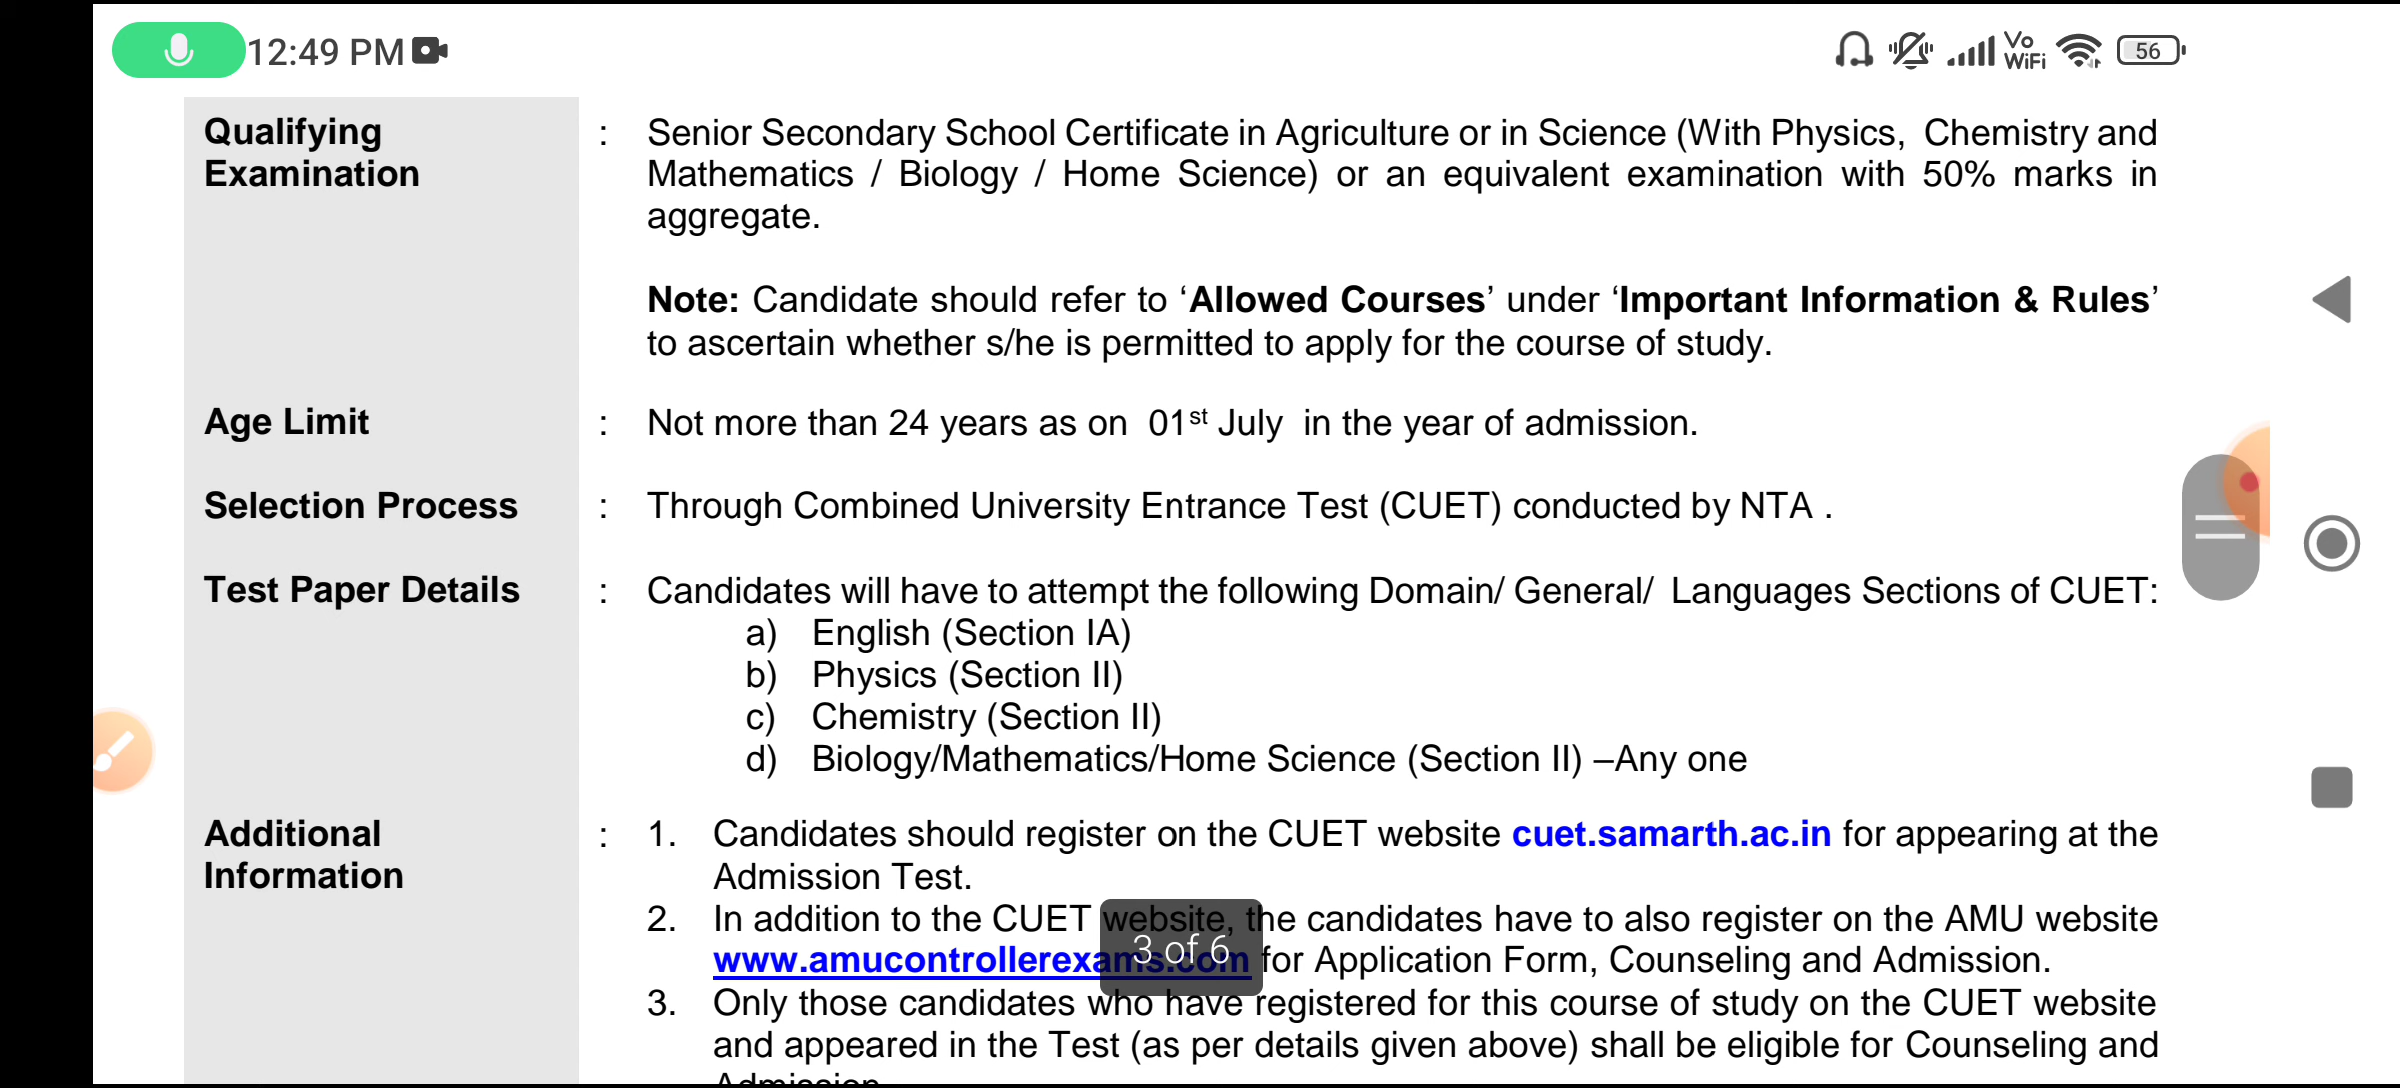 12:49 PM
Vo
WiFi
56
Qualifying
Examination
: Senior Secondary School Certificate in Agriculture or in Science (With Physics, Chemistry and
Mathematics / Biology / Home Science) or an equivalent examination with 50% marks in
aggregate.
Note: Candidate should refer to ‘Allowed Courses’ under ‘Important Information & Rules’
to ascertain whether s/he is permitted to apply for the course of study.
Age Limit : Not more than 24 years as on 01st July in the year of admission.
Selection Process : Through Combined University Entrance Test (CUET) conducted by NTA .
Test Paper Details : Candidates will have to attempt the following Domain/ General/ Languages Sections of CUET:
a) English (Section IA)
b) Physics (Section II)
c) Chemistry (Section II)
d) Biology/Mathematics/Home Science (Section II) –Any one
Additional
Information
: 1. Candidates should register on the CUET website cuet.samarth.ac.in for appearing at the
Admission Test.
2. In addition to the CUET website, the candidates have to also register on the AMU website
www.amucontrollerexams.com for Application Form, Counseling and Admission.
3 of 6
3. Only those candidates who have registered for this course of study on the CUET website
and appeared in the Test (as per details given above) shall be eligible for Counseling and
Admission